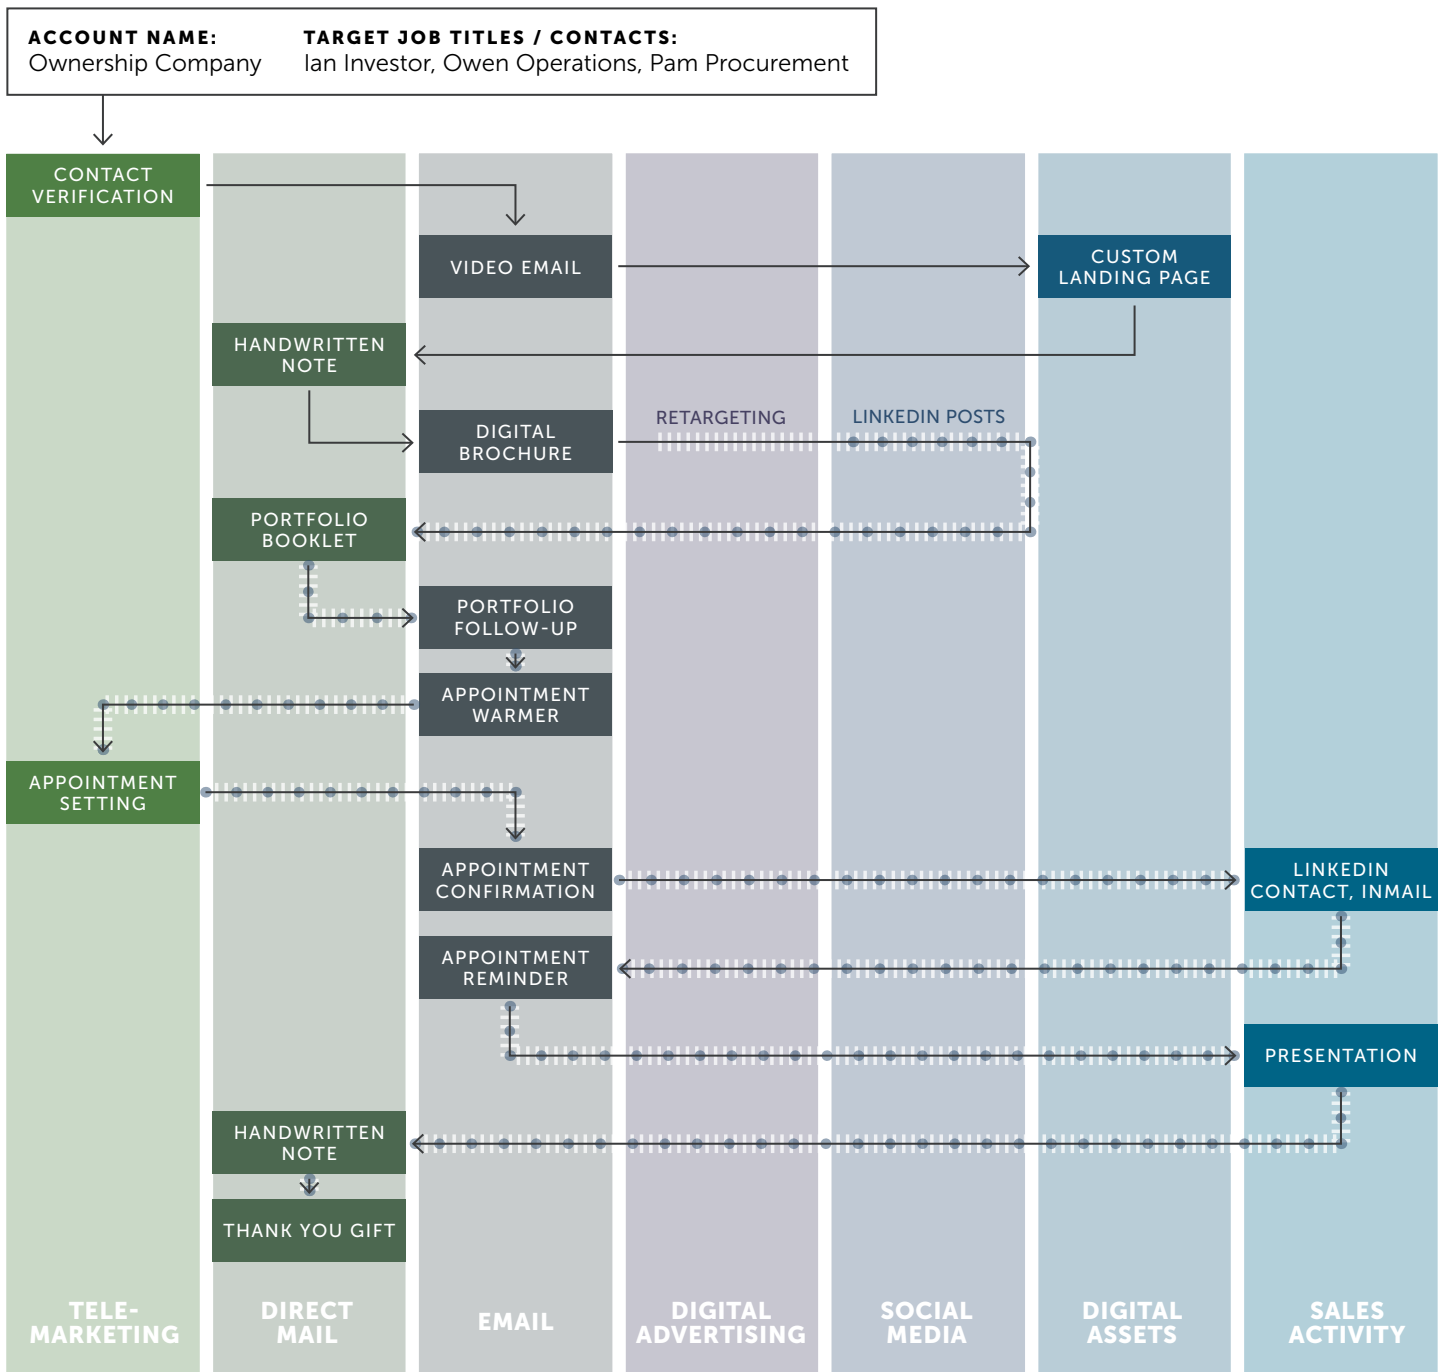 ACCOUNT NAME:
Ownership Company
TARGET JOB TITLES / CONTACTS:
Ian Investor, Owen Operations, Pam Procurement
CONTACT
VERIFICATION
VIDEO EMAIL
CUSTOM
LANDING PAGE
HANDWRITTEN
NOTE
DIGITAL
BROCHURE
RETARGETING
LINKEDIN POSTS
PORTFOLIO
BOOKLET
PORTFOLIO
FOLLOW-UP
APPOINTMENT
WARMER
APPOINTMENT
SETTING
APPOINTMENT
CONFIRMATION
LINKEDIN
CONTACT, INMAIL
APPOINTMENT
REMINDER
PRESENTATION
HANDWRITTEN
NOTE
THANK YOU GIFT
TELE-
MARKETING
DIRECT
MAIL
EMAIL
DIGITAL
ADVERTISING
SOCIAL
MEDIA
DIGITAL
ASSETS
SALES
ACTIVITY